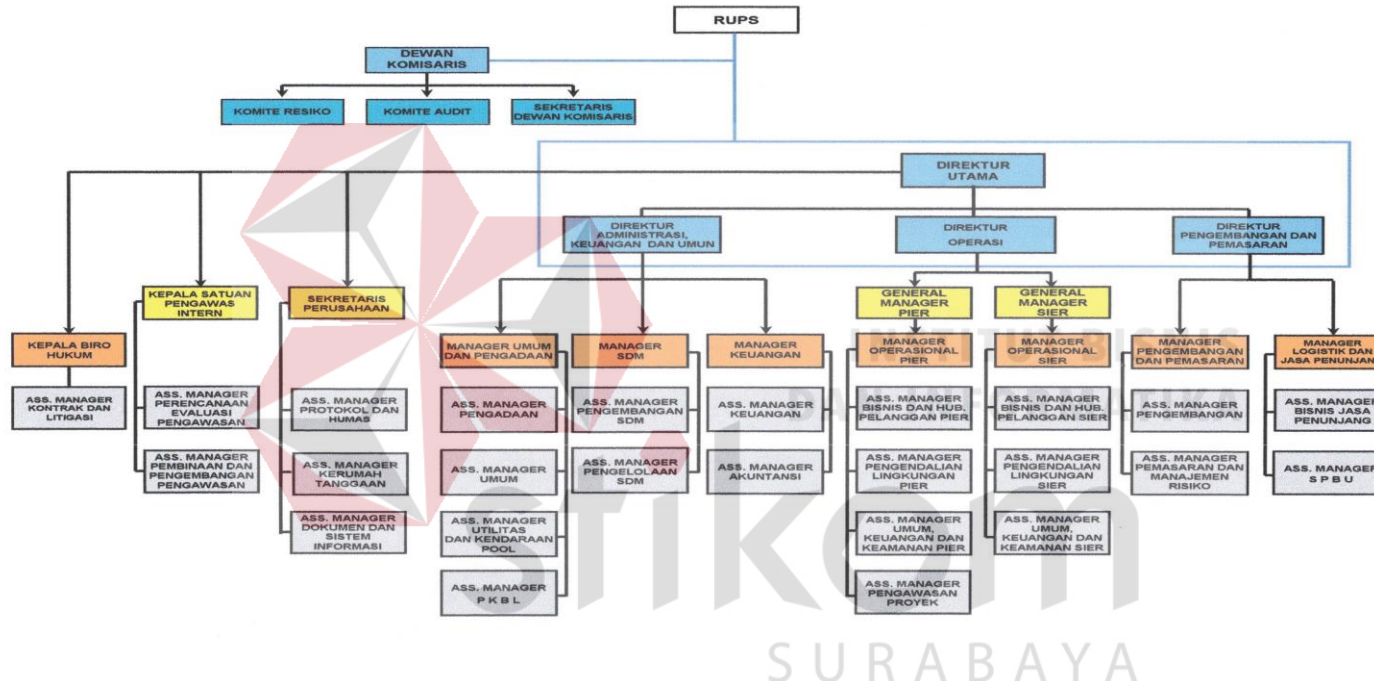 RUPS
DEWAN
KOMISARIS
KOMITE RESIKO
KOMITE AUDIT
SEKRETARIS
DEWAN KOMISARIS
DIREKTUR
UTAMA
DIREKTUR
ADMINISTRASI,
KEUANGAN DAN UMUN
DIREKTUR
OPERASI
DIREKTUR
PENGEMBANGAN DAN
PEMASARAN
KEPALA SATUAN
PENGAWAS
INTERN
SEKRETARIS
PERUSAHAAN
GENERAL
MANAGER
PIER
GENERAL
MANAGER
SIER
KEPALA BIRO
HUKUM
MANAGER UMUM
DAN PENGADAAN
MANAGER
SDM
MANAGER
KEUANGAN
MANAGER
OPERASIONAL
PIER
MANAGER
OPERASIONAL
SIER
MANAGER
PENGEMBANGAN
DAN PEMASARAN
MANAGER
LOGISTIK DAN
JASA PENUNJANG
ASS. MANAGER
KONTRAK DAN
LITIGASI
ASS. MANAGER
PERENCANAAN
EVALUASI
PENGAWASAN
ASS. MANAGER
PROTOKOL DAN
HUMAS
ASS. MANAGER
PENGADAAN
ASS. MANAGER
PENGEMBANGAN
SDM
ASS. MANAGER
KEUANGAN
ASS. MANAGER
BISNIS DAN HUB.
PELANGGAN PIER
ASS. MANAGER
BISNIS DAN HUB.
PELANGGAN SIER
ASS. MANAGER
PENGEMBANGAN
ASS. MANAGER
BISNIS JASA
PENUNJANG
ASS. MANAGER
PEMBINAAN DAN
PENGEMBANGAN
PENGAWASAN
ASS. MANAGER
KERUMAH
TANGGAAN
ASS. MANAGER
UMUM
ASS. MANAGER
PENGELOLAAN
SDM
ASS. MANAGER
AKUNTANSI
ASS. MANAGER
PENGENDALIAN
LINGKUNGAN
PIER
ASS. MANAGER
PENGENDALIAN
LINGKUNGAN
SIER
ASS. MANAGER
PEMASARAN DAN
MANAJEMEN
RISIKO
ASS. MANAGER
S P B U
ASS. MANAGER
DOKUMEN DAN
SISTEM
INFORMASI
ASS. MANAGER
UTILITAS
DAN KENDARAAN
POOL
ASS. MANAGER
UMUM,
KEUANGAN DAN
KEAMANAN PIER
ASS. MANAGER
UMUM,
KEUANGAN DAN
KEAMANAN SIER
ASS. MANAGER
P K B L
ASS. MANAGER
PENGAWASAN
PROYEK
INSTITUT BISNIS
stikom
SURABAYA